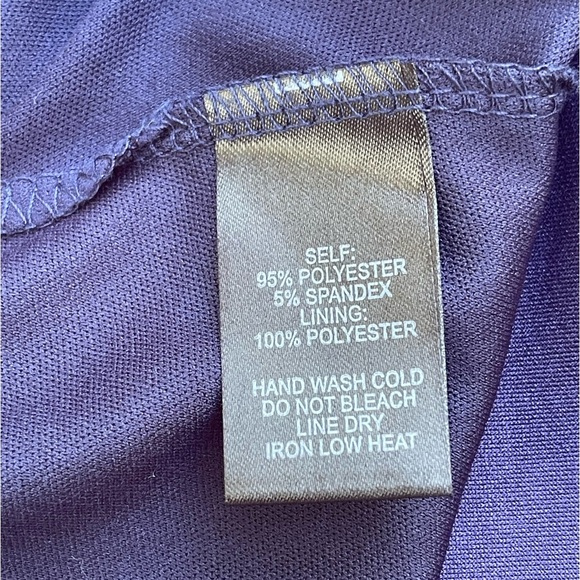 SELF:
95% POLYESTER
5% SPANDEX
LINING:
100% POLYESTER
HAND WASH COLD
DO NOT BLEACH
LINE DRY
IRON LOW HEAT